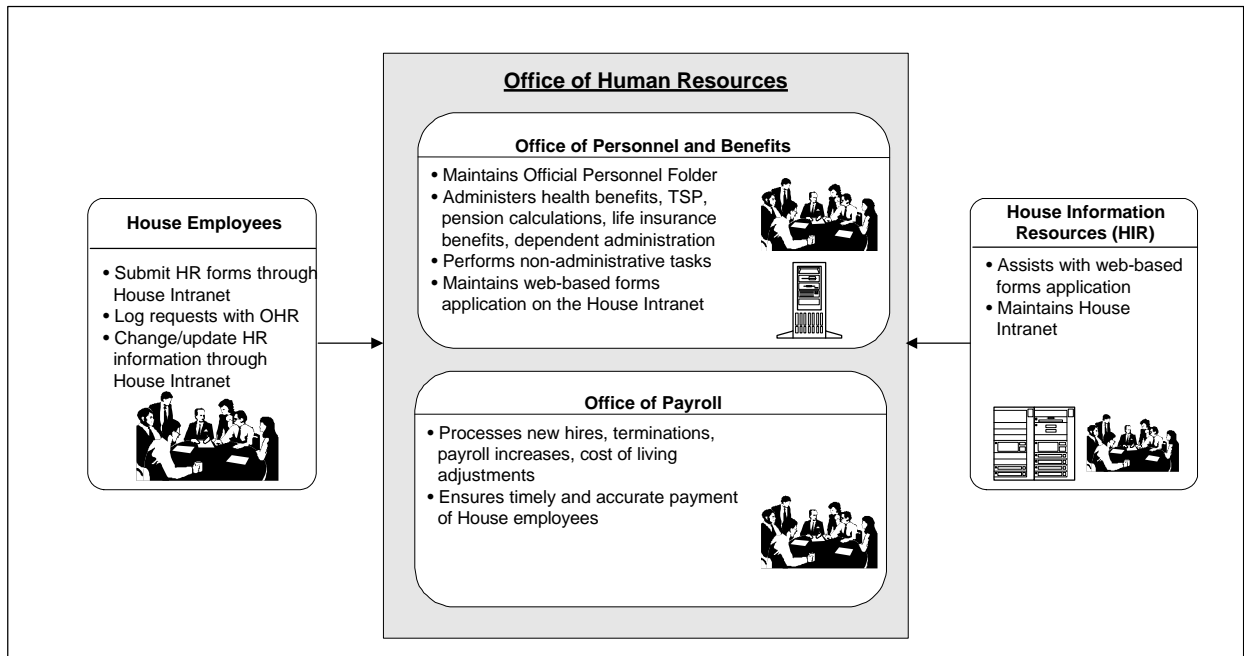 Office of Human Resources
Office of Personnel and Benefits
• Maintains Official Personnel Folder
• Administers health benefits, TSP,
pension calculations, life insurance
benefits, dependent administration
• Performs non-administrative tasks
• Maintains web-based forms
application on the House Intranet
House Employees
• Submit HR forms through
House Intranet
• Log requests with OHR
• Change/update HR
information through
House Intranet
House Information
Resources (HIR)
• Assists with web-based
forms application
• Maintains House
Intranet
Office of Payroll
• Processes new hires, terminations,
payroll increases, cost of living
adjustments
• Ensures timely and accurate payment
of House employees